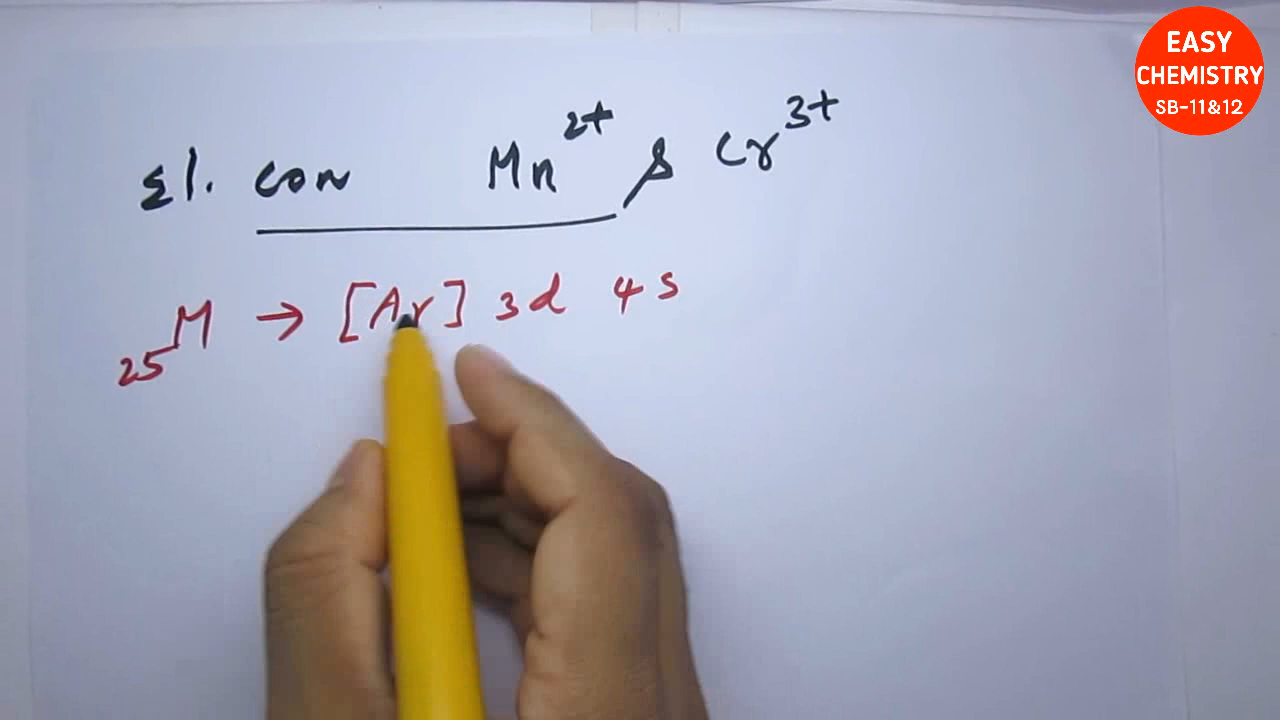 EASY
CHEMISTRY
SB-11&12
El. con Mn²⁺ & Cr³⁺
₂₅M → [Ar] 3d 4s